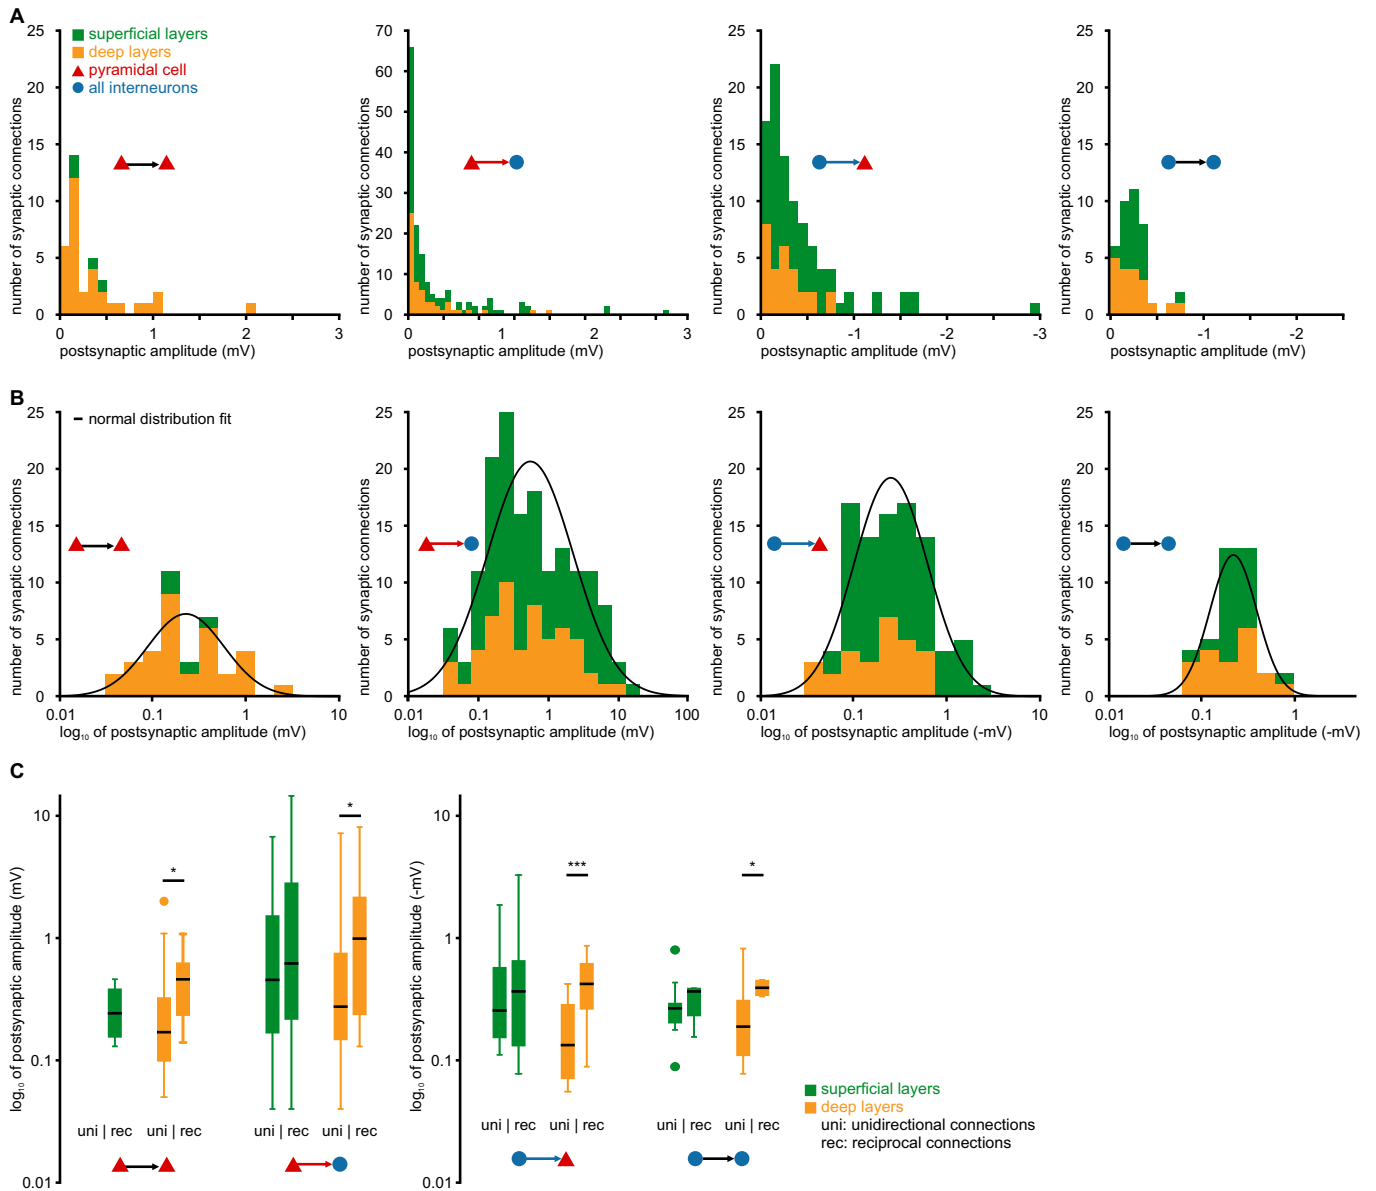 A
superficial layers
deep layers
pyramidal cell
all interneurons
number of synaptic connections
25
20
15
10
5
0
0
1
2
3
postsynaptic amplitude (mV)
number of synaptic connections
70
60
50
40
30
20
10
0
0
1
2
3
postsynaptic amplitude (mV)
number of synaptic connections
25
20
15
10
5
0
0
-1
-2
-3
postsynaptic amplitude (mV)
number of synaptic connections
25
20
15
10
5
0
0
-1
-2
postsynaptic amplitude (mV)
B
normal distribution fit
number of synaptic connections
25
20
15
10
5
0
0.01
0.1
1
10
log₁₀ of postsynaptic amplitude (mV)
number of synaptic connections
25
20
15
10
5
0
0.01
0.1
1
10
100
log₁₀ of postsynaptic amplitude (mV)
number of synaptic connections
25
20
15
10
5
0
0.01
0.1
1
10
log₁₀ of postsynaptic amplitude (-mV)
number of synaptic connections
25
20
15
10
5
0
0.01
0.1
1
log₁₀ of postsynaptic amplitude (-mV)
C
log₁₀ of postsynaptic amplitude (mV)
10
1
0.1
0.01
*
*
uni | rec
uni | rec
uni | rec
uni | rec
log₁₀ of postsynaptic amplitude (-mV)
10
1
0.1
0.01
***
*
uni | rec
uni | rec
uni | rec
uni | rec
superficial layers
deep layers
uni: unidirectional connections
rec: reciprocal connections